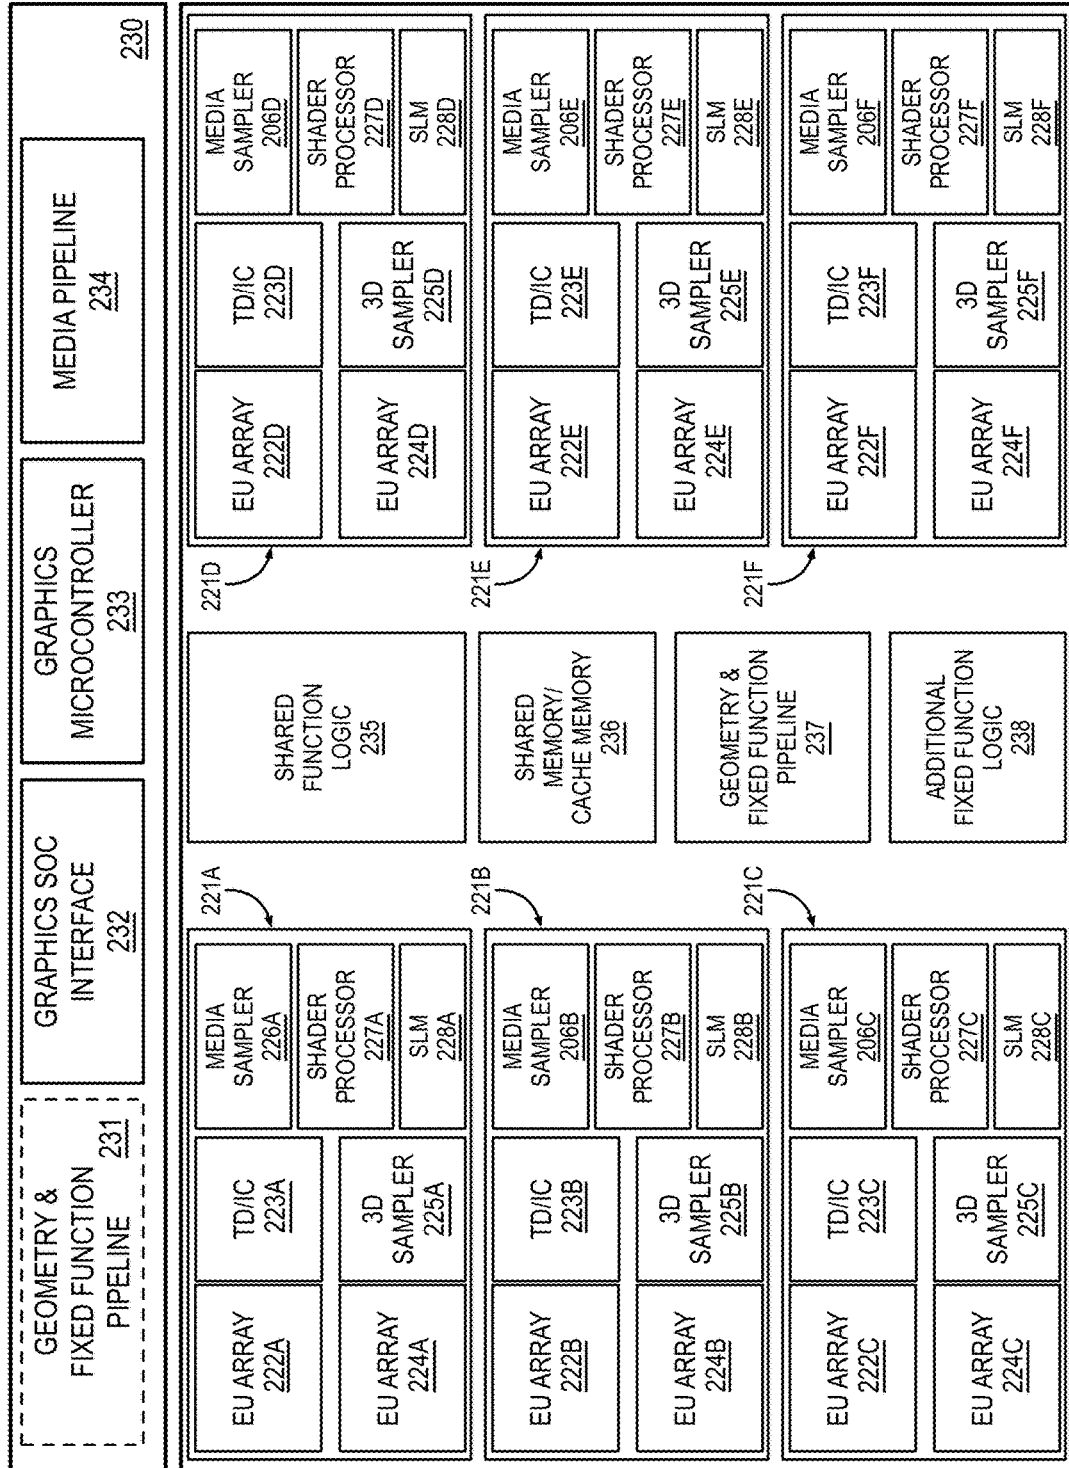 230
GEOMETRY &
FIXED FUNCTION
PIPELINE
231
GRAPHICS SOC
INTERFACE
232
GRAPHICS
MICROCONTROLLER
233
MEDIA PIPELINE
234
221A
EU ARRAY
222A
TD/IC
223A
MEDIA
SAMPLER
226A
SHADER
PROCESSOR
227A
EU ARRAY
224A
3D
SAMPLER
225A
SLM
228A
SHARED
FUNCTION
LOGIC
235
221D
EU ARRAY
222D
TD/IC
223D
MEDIA
SAMPLER
206D
SHADER
PROCESSOR
227D
EU ARRAY
224D
3D
SAMPLER
225D
SLM
228D
221B
EU ARRAY
222B
TD/IC
223B
MEDIA
SAMPLER
206B
SHADER
PROCESSOR
227B
EU ARRAY
224B
3D
SAMPLER
225B
SLM
228B
SHARED
MEMORY/
CACHE MEMORY
236
221E
EU ARRAY
222E
TD/IC
223E
MEDIA
SAMPLER
206E
SHADER
PROCESSOR
227E
EU ARRAY
224E
3D
SAMPLER
225E
SLM
228E
GEOMETRY &
FIXED FUNCTION
PIPELINE
237
221C
EU ARRAY
222C
TD/IC
223C
MEDIA
SAMPLER
206C
SHADER
PROCESSOR
227C
EU ARRAY
224C
3D
SAMPLER
225C
SLM
228C
ADDITIONAL
FIXED FUNCTION
LOGIC
238
221F
EU ARRAY
222F
TD/IC
223F
MEDIA
SAMPLER
206F
SHADER
PROCESSOR
227F
EU ARRAY
224F
3D
SAMPLER
225F
SLM
228F